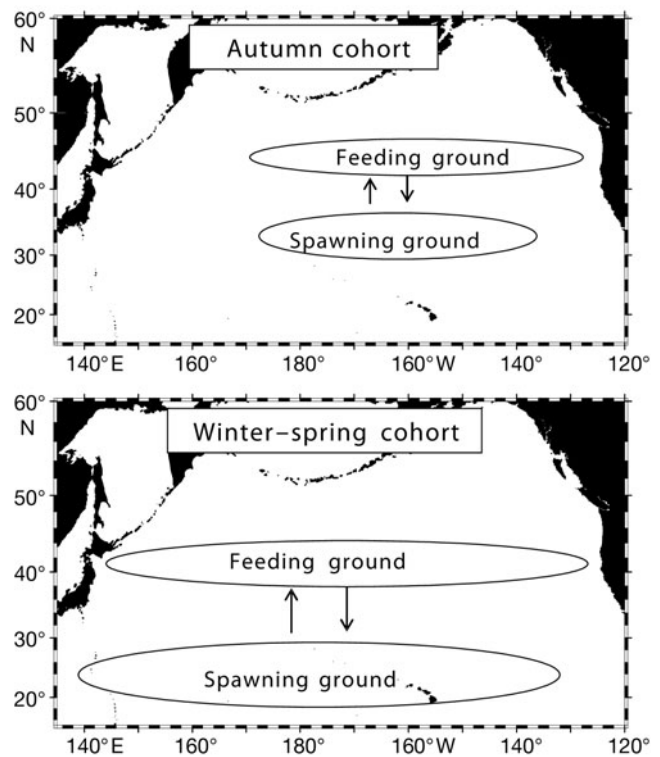 60°
N
Autumn cohort
50°
Feeding ground
40°
Spawning ground
30°
20°
140°E 160° 180° 160°W 140° 120°
60°
N
Winter–spring cohort
50°
Feeding ground
40°
30°
Spawning ground
20°
140°E 160° 180° 160°W 140° 120°